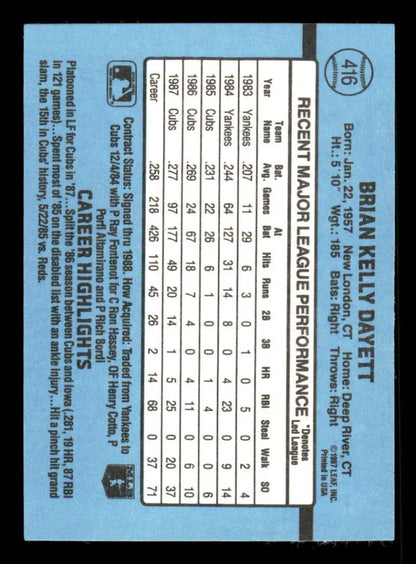 416
BRIAN KELLY DAYETT
Born: Jan. 22, 1957 New London, CT Home: Deep River, CT
Ht.: 5'10" Wgt.: 185 Bats: Right Throws: Right
©1987 LEAF, INC.
Printed in USA
RECENT MAJOR LEAGUE PERFORMANCE *Denotes Led League
Team Bat. At
Year Name Avg. Games Bat Hits Runs 2B 3B HR RBI Steal Walk SO
1983 Yankees .207 11 29 6 3 0 1 0 5 0 2 4
1984 Yankees .244 64 127 31 14 8 0 4 23 0 9 14
1985 Cubs .231 22 26 6 1 0 0 1 4 0 0 6
1986 Cubs .269 24 67 18 7 4 0 4 11 0 6 10
1987 Cubs .277 97 177 49 20 14 1 5 25 0 20 37
Career .258 218 426 110 45 26 2 14 68 0 37 71
Contract Status: Signed thru 1998. How Acquired: Traded from Yankees to
Cubs 12/4/84 with P Ray Fontenot for C Ron Hassey, OF Henry Cotto, P
Porfi Altamirano and P Rich Bordi
CAREER HIGHLIGHTS
Platooned in LF for Cubs in '87... Split the '86 season between Cubs and Iowa (.281, 19 HR, 87 RBI
in 121 games)... Spent most of '85 on the disabled list with an ankle injury... Hit a pinch hit grand
slam, the 15th in Cubs' history, 5/22/85 vs. Reds.